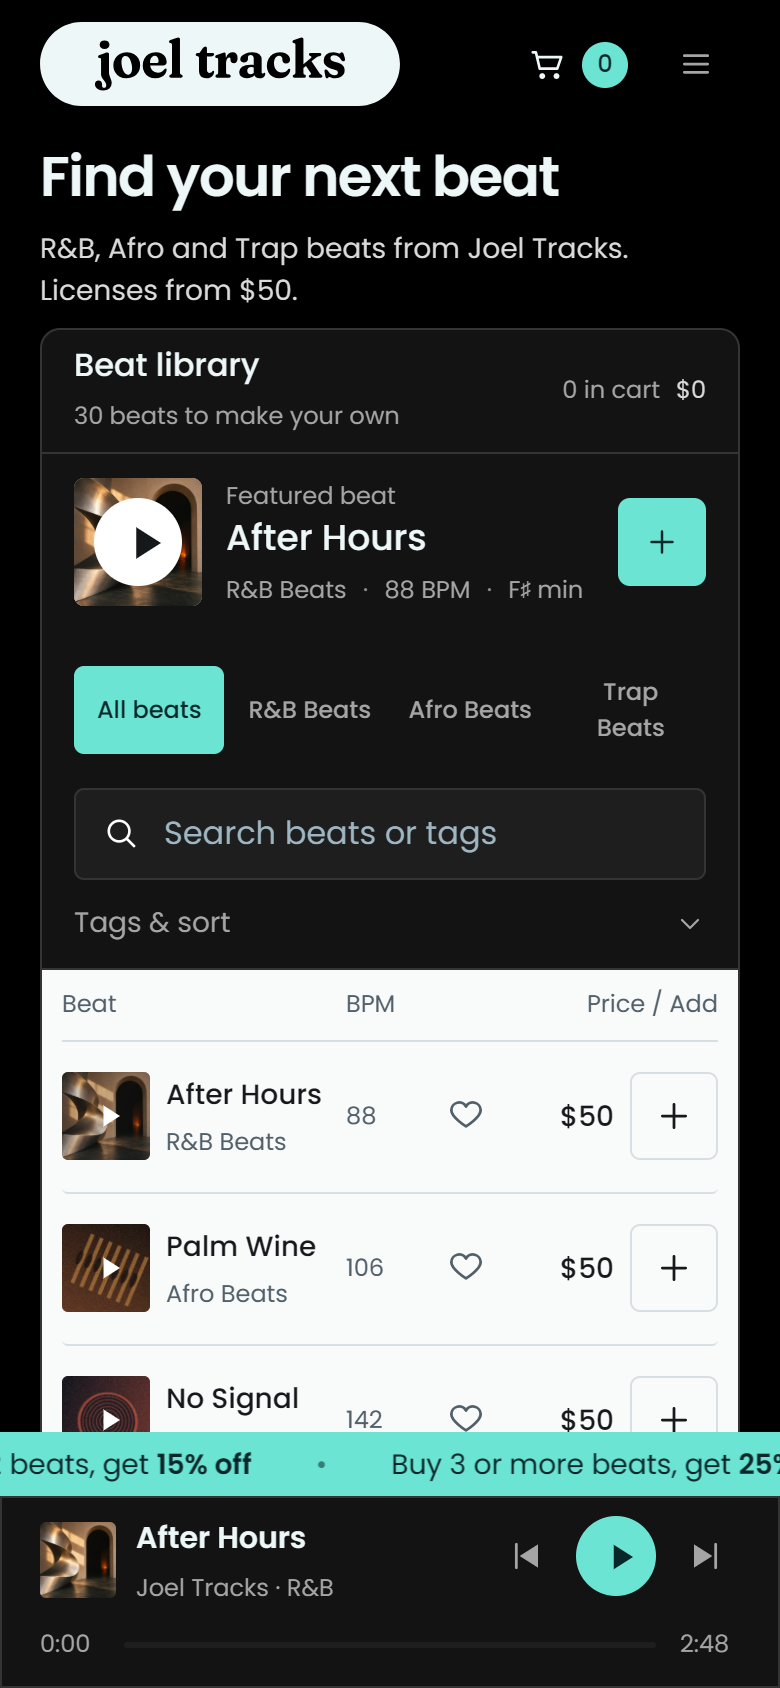 joel tracks
0
Find your next beat
R&B, Afro and Trap beats from Joel Tracks.
Licenses from $50.
Beat library
30 beats to make your own
0 in cart $0
Featured beat
After Hours
R&B Beats · 88 BPM · F♯ min
All beats
R&B Beats
Afro Beats
Trap
Beats
Search beats or tags
Tags & sort
Beat BPM Price / Add
After Hours
R&B Beats
88
$50
Palm Wine
Afro Beats
106
$50
No Signal
142
$50
beats, get 15% off • Buy 3 or more beats, get 25%
After Hours
Joel Tracks · R&B
0:00
2:48